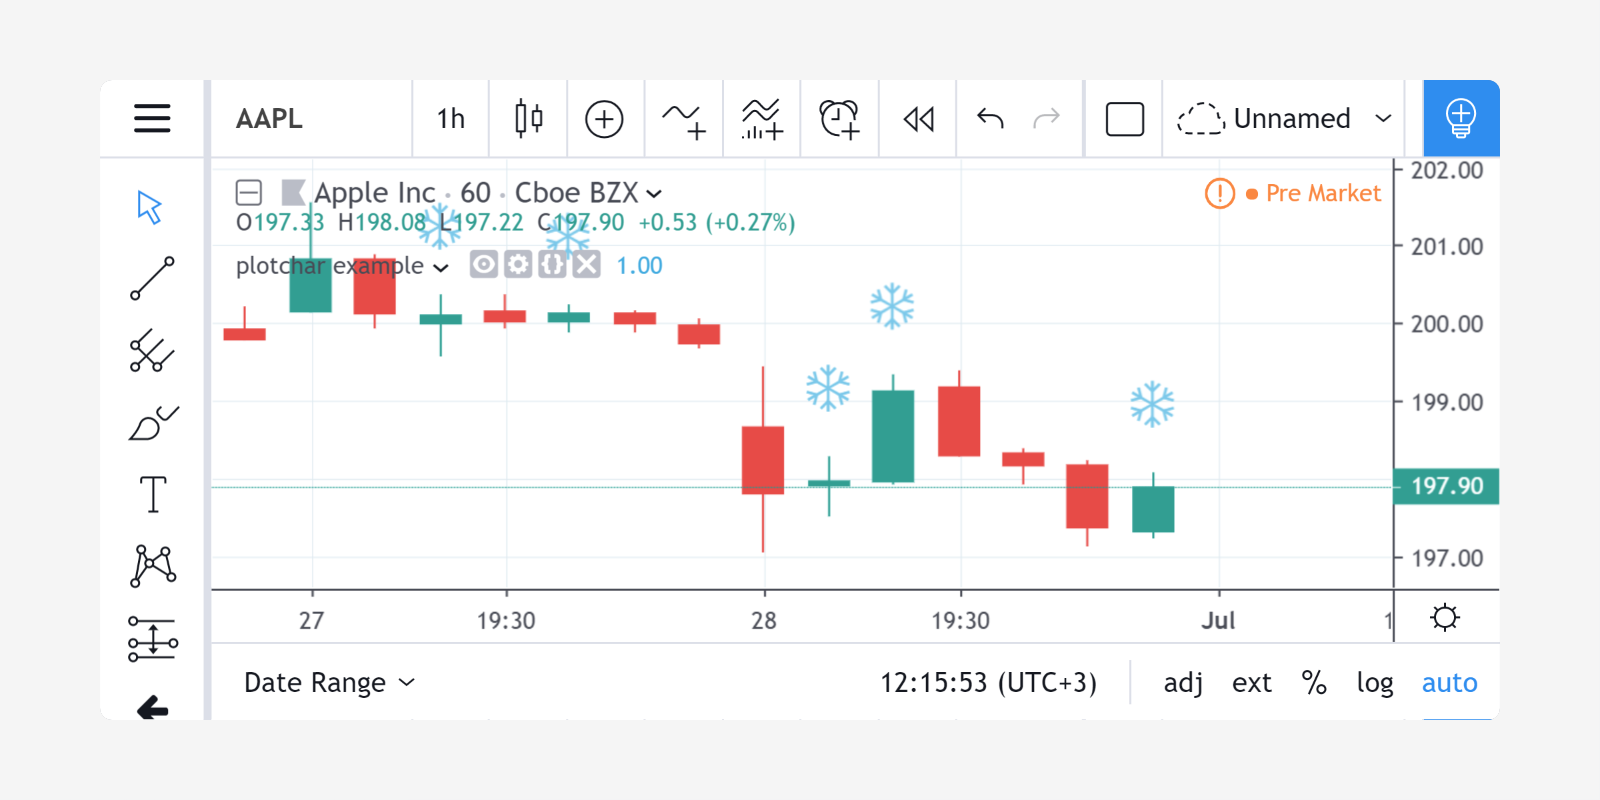 AAPL 1h Unnamed
Apple Inc · 60 · Cboe BZX
Pre Market
O197.33 H198.08 L197.22 C197.90 +0.53 (+0.27%)
plotchar example 1.00
202.00
201.00
200.00
199.00
197.90
197.00
27 19:30 28 19:30 Jul 1
Date Range 12:15:53 (UTC+3) adj ext % log auto